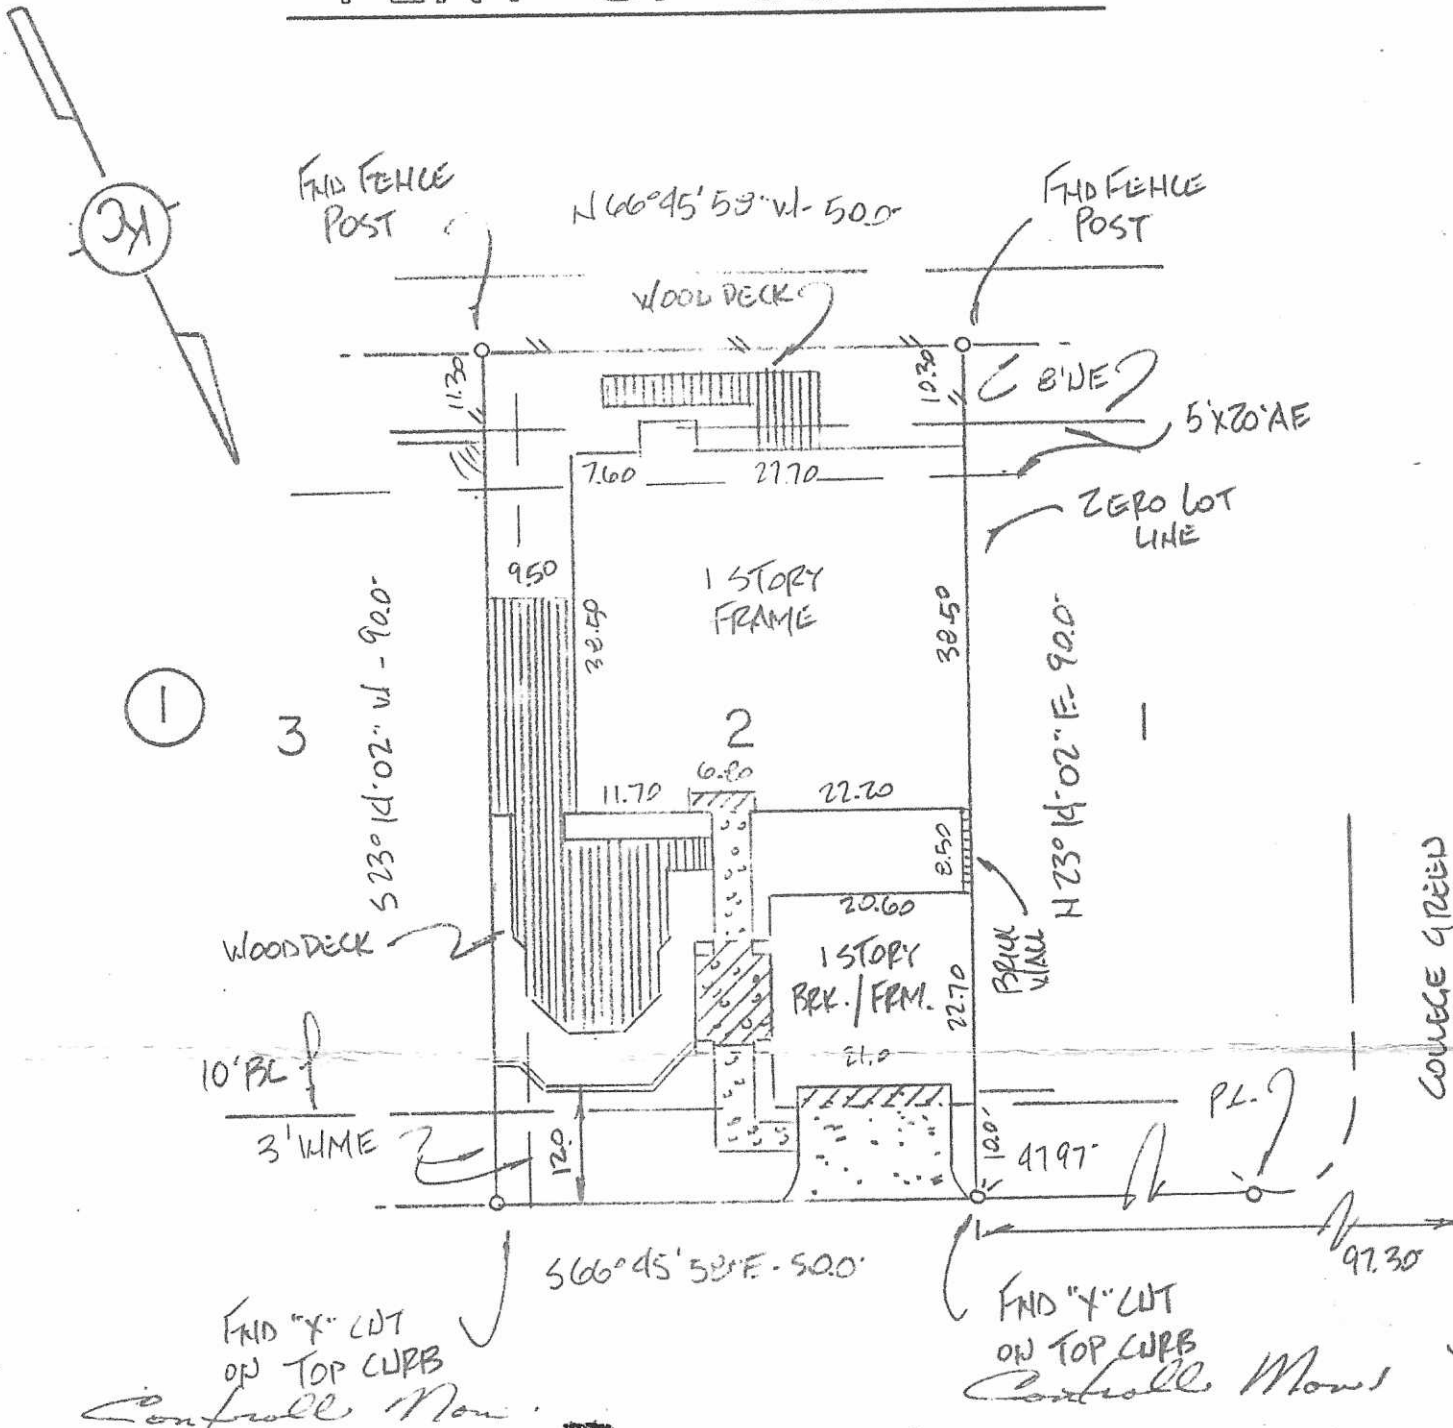 FND FENCE
POST
N 66°45'58" W - 50.0'
FND FENCE
POST
WOOD DECK
11.30
10.30
8'UE
5'X20'AE
7.60
27.70
ZERO LOT
LINE
9.50
1 STORY
FRAME
38.50
38.50
S 23°14'02" W - 90.0'
N 23°14'02" E - 90.0'
1
3
2
1
6.80
11.70
22.20
8.50
20.60
WOOD DECK
1 STORY
BRK./FRM.
22.70
BRICK
WALL
COLLEGE GREEN
21.0
10'BL
P.I.
3'WME
12.0
10.0
47.97'
S 66°45'58" E - 50.0'
97.30'
FND "X" CUT
ON TOP CURB
Controll Mon.
FND "X" CUT
ON TOP CURB
Controll Mon